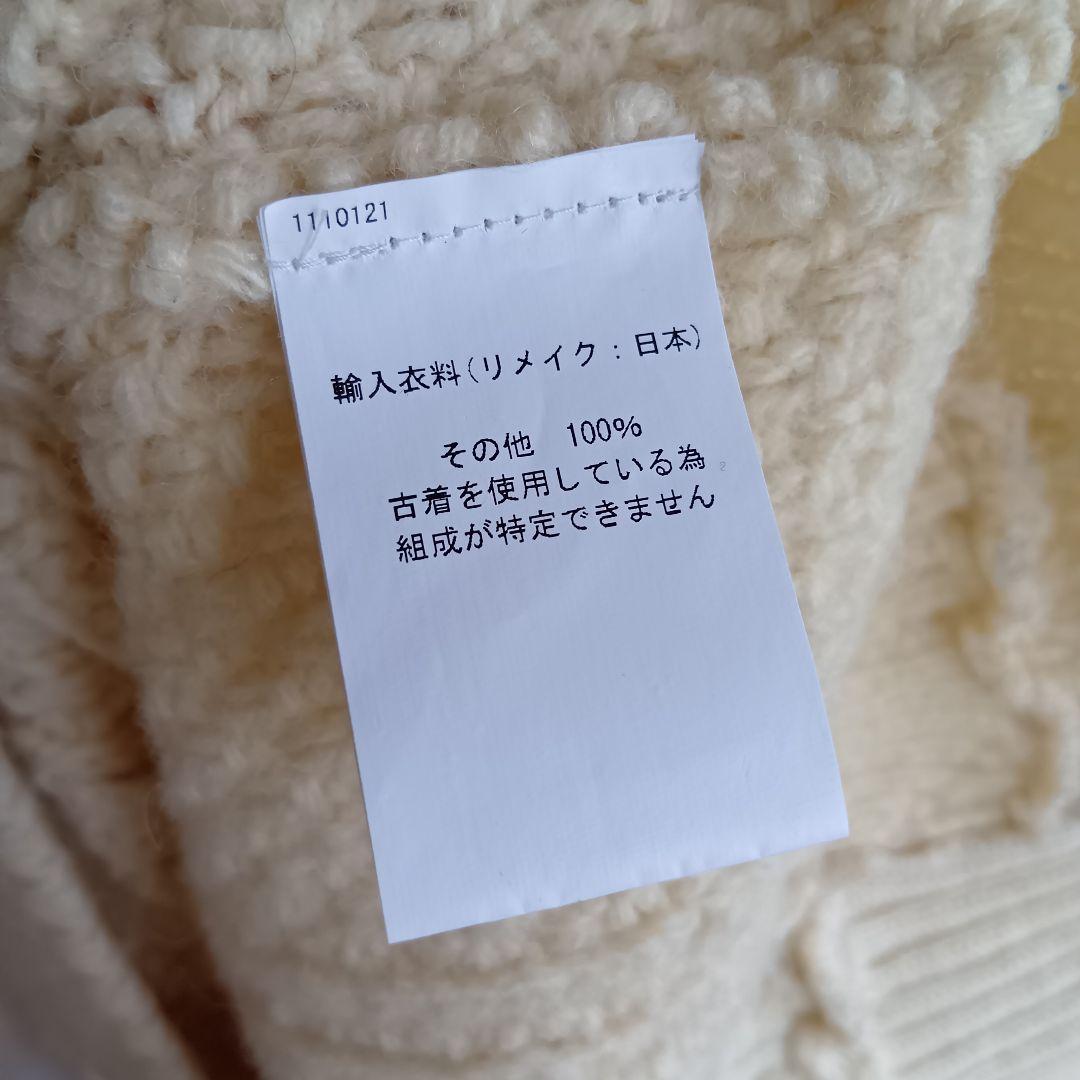 1110121
輸入衣料(リメイク:日本)
その他 100%
古着を使用している為
組成が特定できません